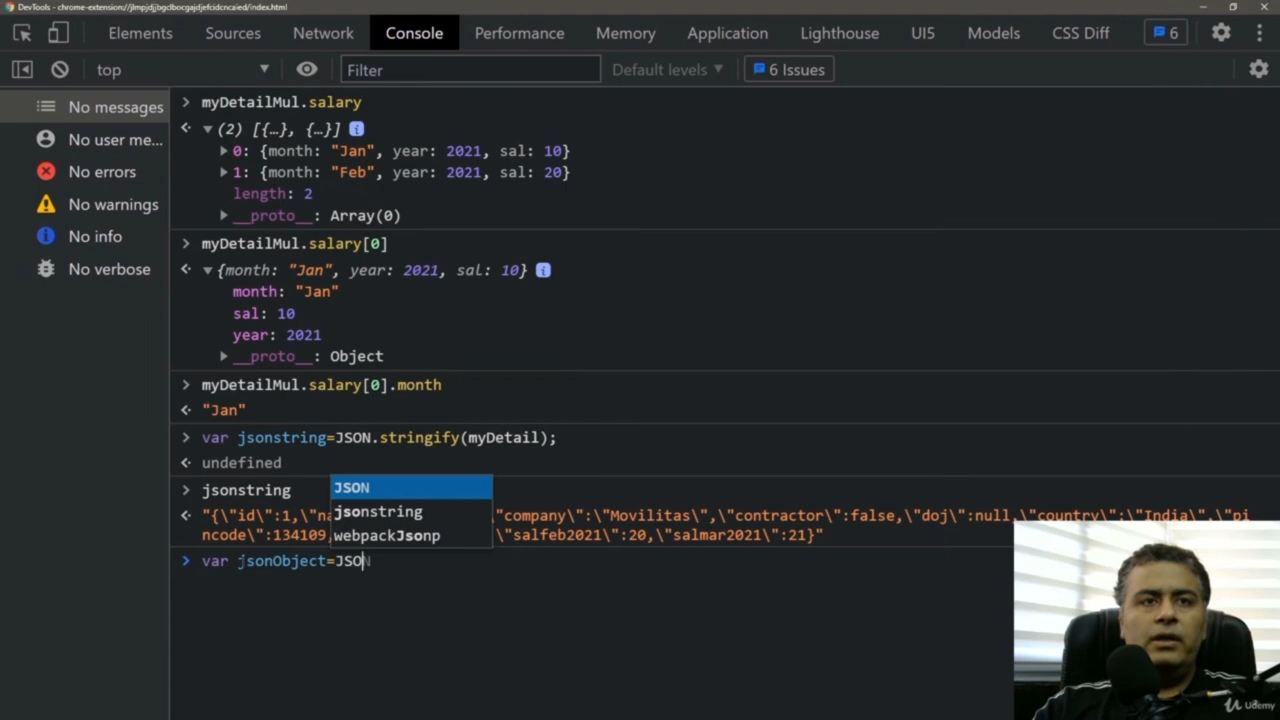 DevTools - chrome-extension://jlmpjdjjbgclbocgajdjefcidcncaied/index.html
Elements Sources Network Console Performance Memory Application Lighthouse UI5 Models CSS Diff 6
top Filter Default levels 6 Issues
No messages
No user me...
No errors
No warnings
No info
No verbose
myDetailMul.salary
(2) [{…}, {…}]
0: {month: "Jan", year: 2021, sal: 10}
1: {month: "Feb", year: 2021, sal: 20}
length: 2
__proto__: Array(0)
myDetailMul.salary[0]
{month: "Jan", year: 2021, sal: 10}
month: "Jan"
sal: 10
year: 2021
__proto__: Object
myDetailMul.salary[0].month
"Jan"
var jsonstring=JSON.stringify(myDetail);
undefined
jsonstring
JSON
jsonstring
webpackJsonp
"{\"id\":1,\"na \"company\":\"Movilitas\",\"contractor\":false,\"doj\":null,\"country\":\"India\",\"pi
ncode\":134109, \"salfeb2021\":20,\"salmar2021\":21}"
var jsonObject=JSON
Udemy